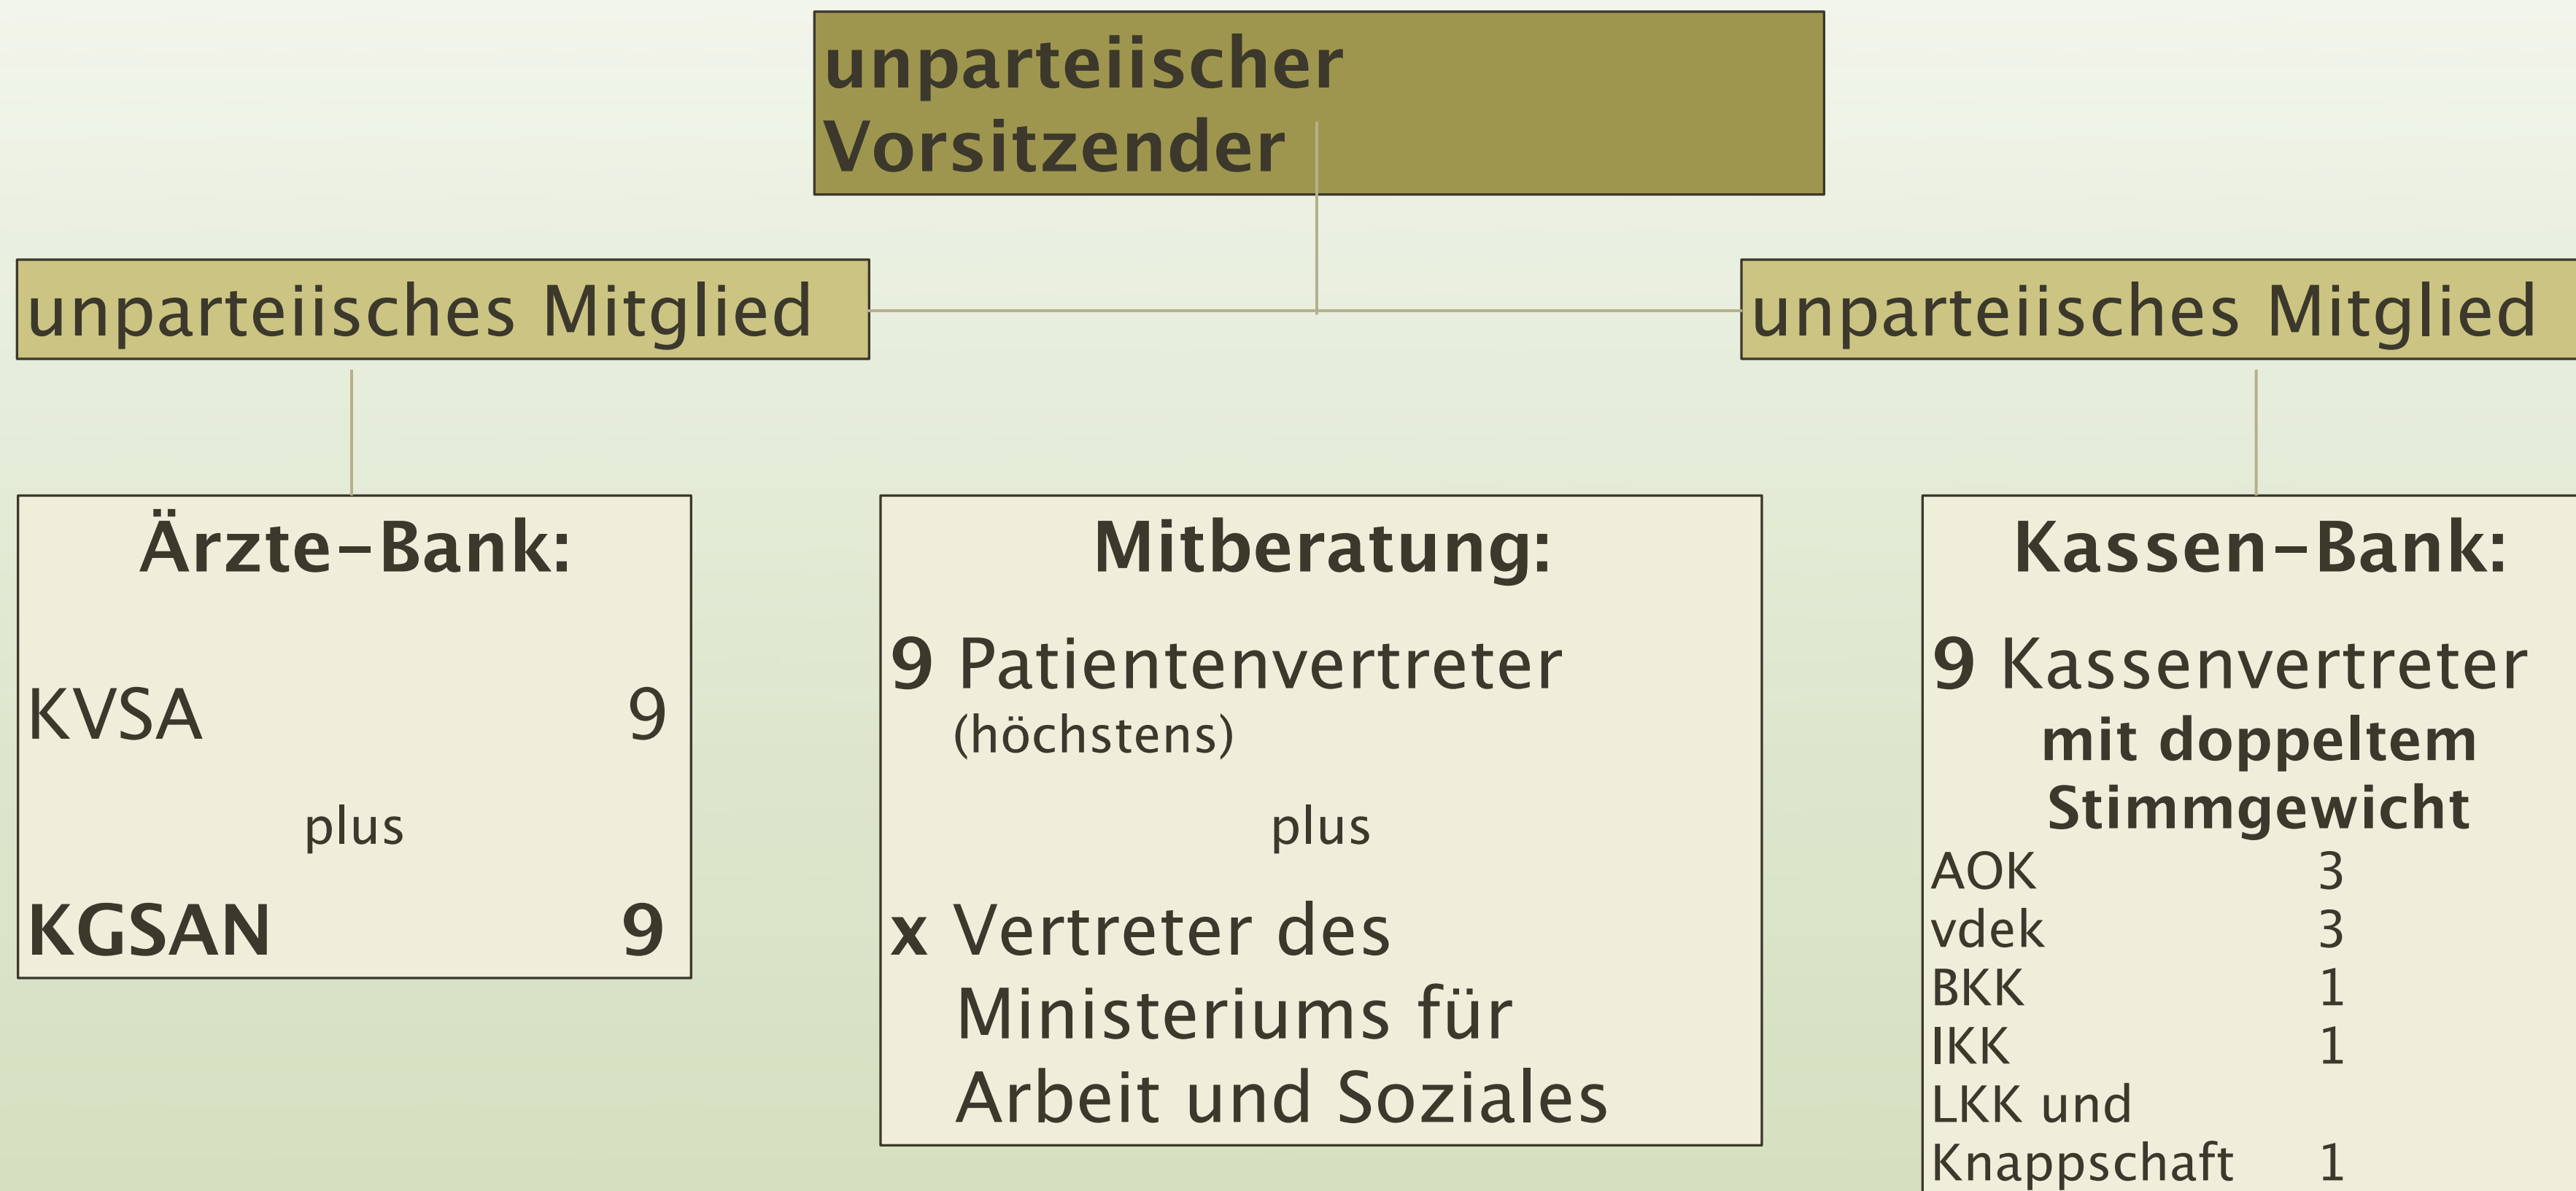 unparteiischer
Vorsitzender
unparteiisches Mitglied
unparteiisches Mitglied
Ärzte-Bank:
KVSA 9
plus
KGSAN 9
Mitberatung:
9 Patientenvertreter
(höchstens)
plus
x Vertreter des
Ministeriums für
Arbeit und Soziales
Kassen-Bank:
9 Kassenvertreter
mit doppeltem
Stimmgewicht
AOK 3
vdek 3
BKK 1
IKK 1
LKK und
Knappschaft 1